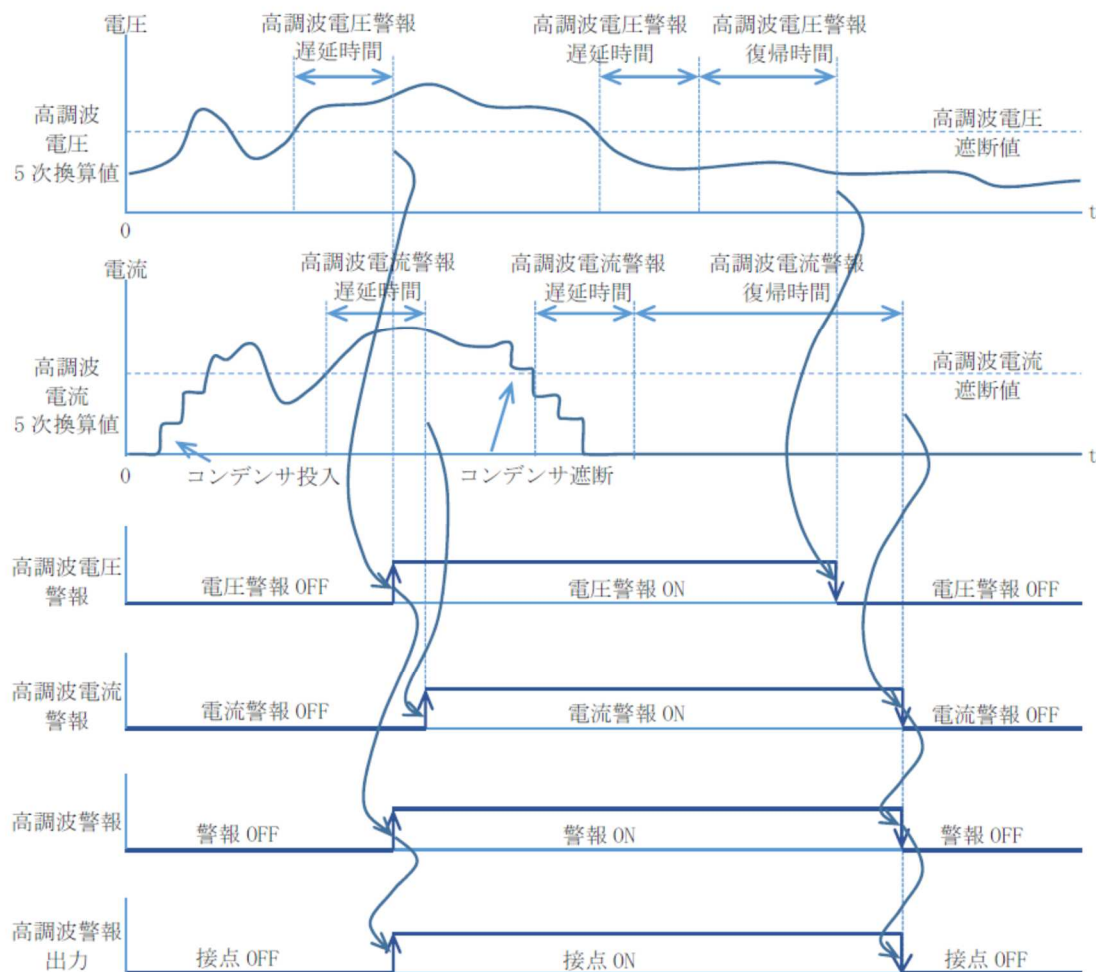 電圧
高調波電圧警報
遅延時間
高調波電圧警報
遅延時間
高調波電圧警報
復帰時間
高調波
電圧
5 次換算値
高調波電圧
遮断値
0
t
電流
高調波電流警報
遅延時間
高調波電流警報
遅延時間
高調波電流警報
復帰時間
高調波
電流
5 次換算値
高調波電流
遮断値
0
コンデンサ投入
コンデンサ遮断
t
高調波電圧
警報
電圧警報 OFF
電圧警報 ON
電圧警報 OFF
高調波電流
警報
電流警報 OFF
電流警報 ON
電流警報 OFF
高調波警報
警報 OFF
警報 ON
警報 OFF
高調波警報
出力
接点 OFF
接点 ON
接点 OFF